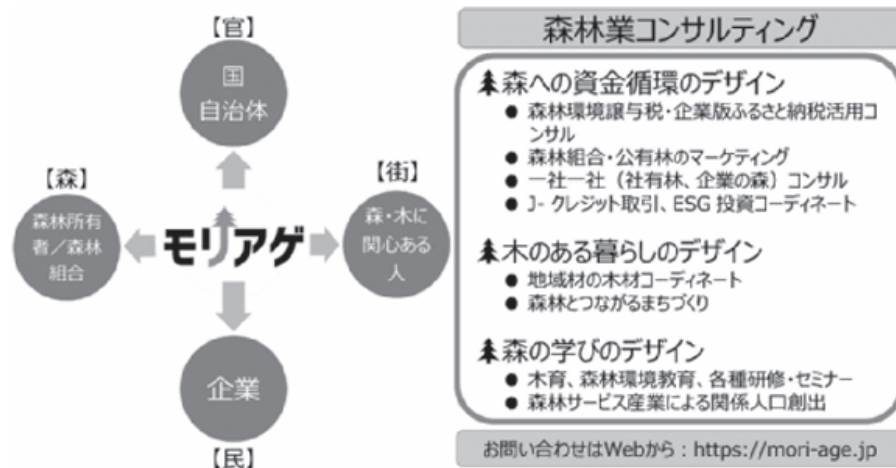 【官】
国
自治体
【森】
森林所有
者／森林
組合
モリアゲ
【街】
森・木に
関心ある
人
企業
【民】
森林業コンサルティング
森への資金循環のデザイン
● 森林環境譲与税・企業版ふるさと納税活用コ
ンサル
● 森林組合・公有林のマーケティング
● 一社一社（社有林、企業の森）コンサル
● J- クレジット取引、ESG 投資コーディネート
木のある暮らしのデザイン
● 地域材の木材コーディネート
● 森林とつながるまちづくり
森の学びのデザイン
● 木育、森林環境教育、各種研修・セミナー
● 森林サービス産業による関係人口創出
お問い合わせはWebから：https://mori-age.jp